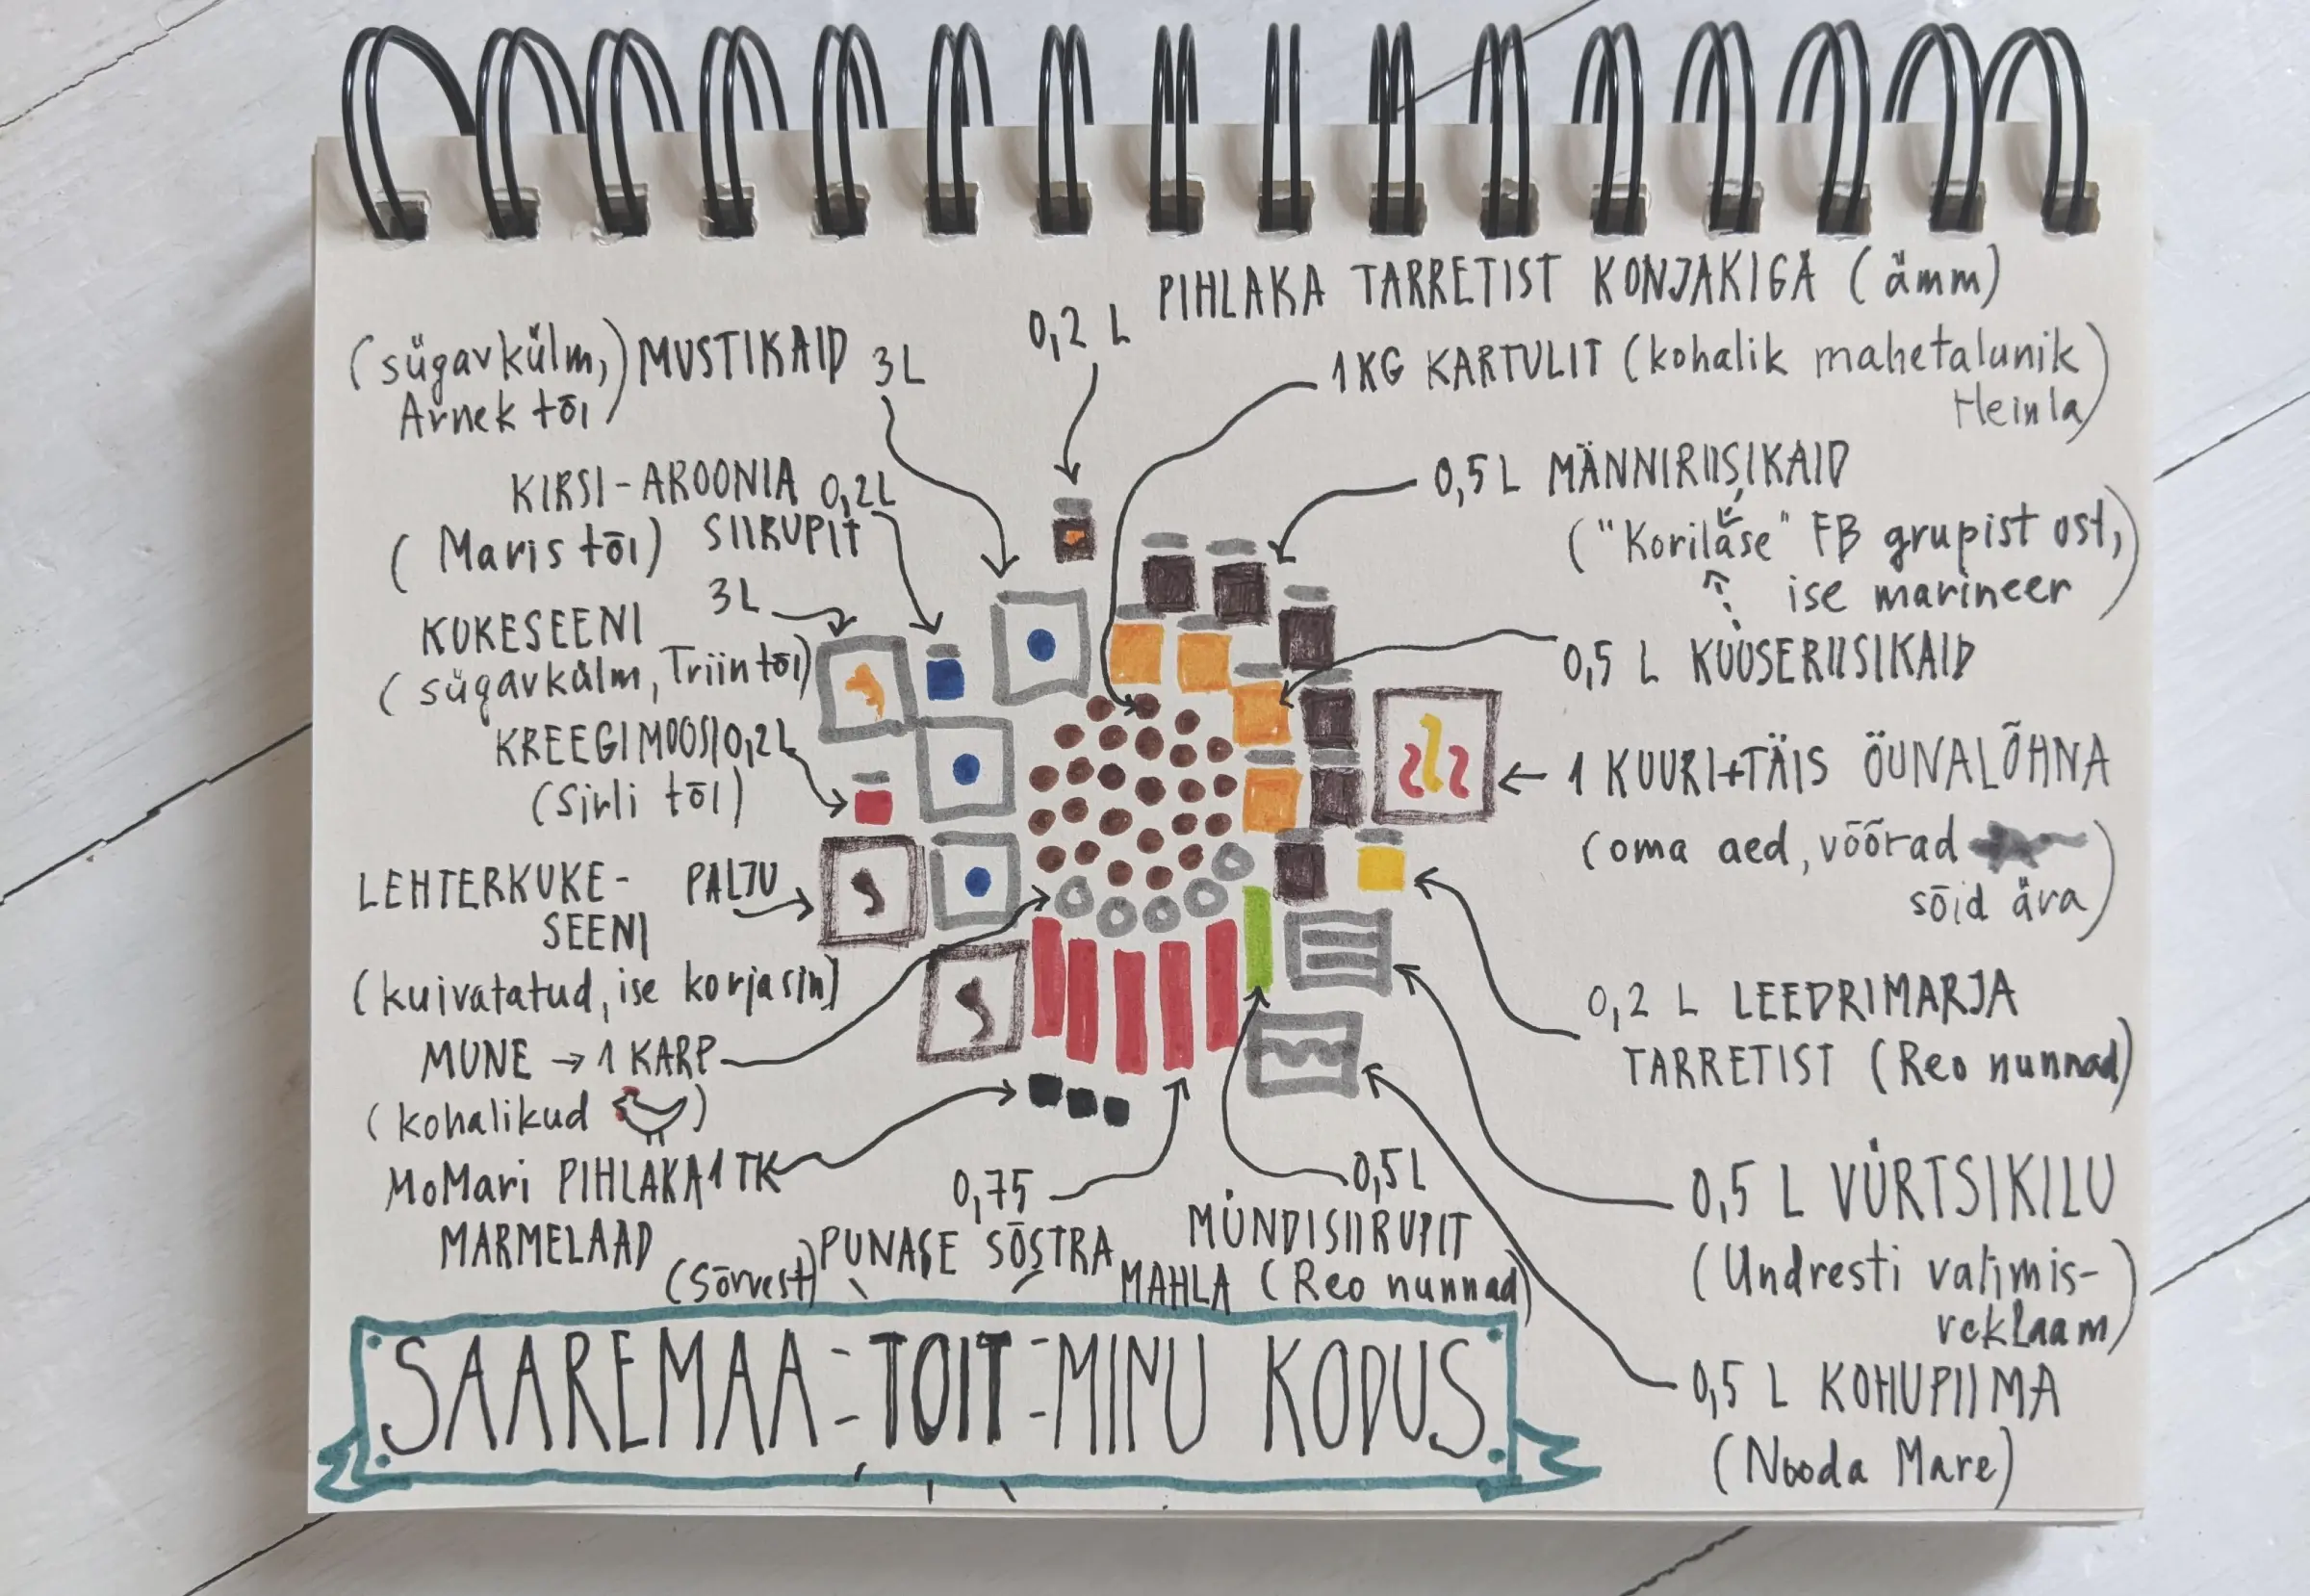 0,2 L PIHLAKA TARRETIST KONJAKIGA (ämm)
(sügavkülm,) MUSTIKAID 3L
Arnek tõi
1KG KARTULIT (kohalik mahetalunik
Heinla)
KIRSI-AROONIA 0,2L
(Maris tõi) SIIRUPIT
0,5 L MÄNNIRIISIKAID
("Korilase" FB grupist ost,
ise marineer)
3L
KUKESEENI
(sügavkülm, Triin tõi)
0,5 L KUUSERIISIKAID
KREEGIMOOSI 0,2L
(Sirli tõi)
1 KUURI+TÄIS ÕUNALÕHNA
(oma aed, võõrad
sõid ära)
LEHTERKUKE- PALJU
SEENI
(kuivatatud, ise korjasin)
0,2 L LEEDRIMARJA
TARRETIST (Reo nunnad)
MUNE → 1 KARP
(kohalikud )
MoMari PIHLAKA 1 TK
MARMELAAD
(Sõrvest)
0,75
PUNASE SÕSTRA
MAHLA (Reo nunnad)
0,5L
MÜNDISIIRUPIT
0,5 L VÜRTSIKILU
(Undresti valimis-
reklaam)
0,5 L KOHUPIIMA
(Nooda Mare)
SAAREMAA = TOIT = MINU KODUS